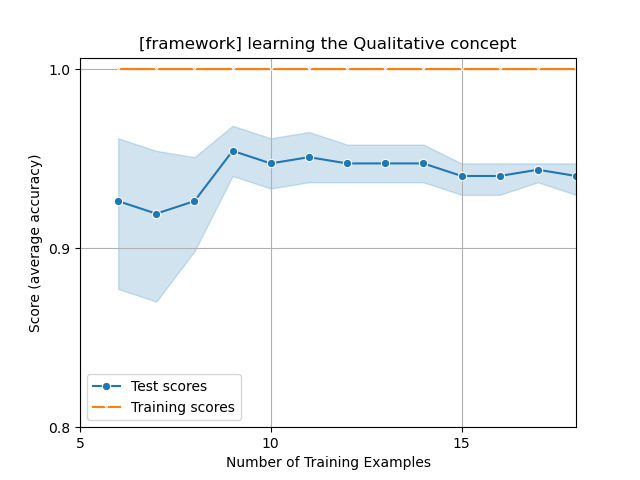 [framework] learning the Qualitative concept
1.0
0.9
0.8
Score (average accuracy)
Test scores
Training scores
5 10 15
Number of Training Examples